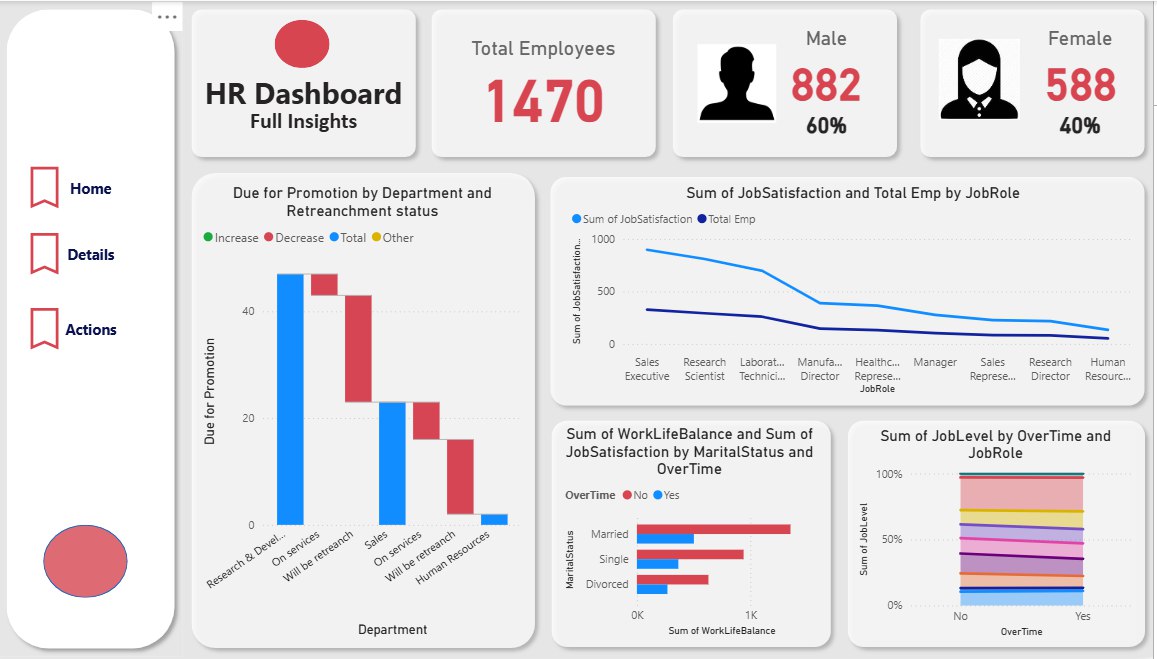 HR Dashboard
Full Insights
Total Employees
1470
Male
882
60%
Female
588
40%
Home
Details
Actions
Due for Promotion by Department and
Retreanchment status
Increase Decrease Total Other
Due for Promotion
40
20
0
Research & Devel...
On services
Will be retreanch
Sales
On services
Will be retreanch
Human Resources
Department
Sum of JobSatisfaction and Total Emp by JobRole
Sum of JobSatisfaction Total Emp
Sum of JobSatisfaction...
1000
500
0
Sales
Executive
Research
Scientist
Laborat...
Technici...
Manufa...
Director
Healthc...
Represe...
Manager
Sales
Represe...
Research
Director
Human
Resourc...
JobRole
Sum of WorkLifeBalance and Sum of
JobSatisfaction by MaritalStatus and
OverTime
OverTime No Yes
MaritalStatus
Married
Single
Divorced
0K 1K
Sum of WorkLifeBalance
Sum of JobLevel by OverTime and
JobRole
Sum of JobLevel
100%
50%
0%
No Yes
OverTime